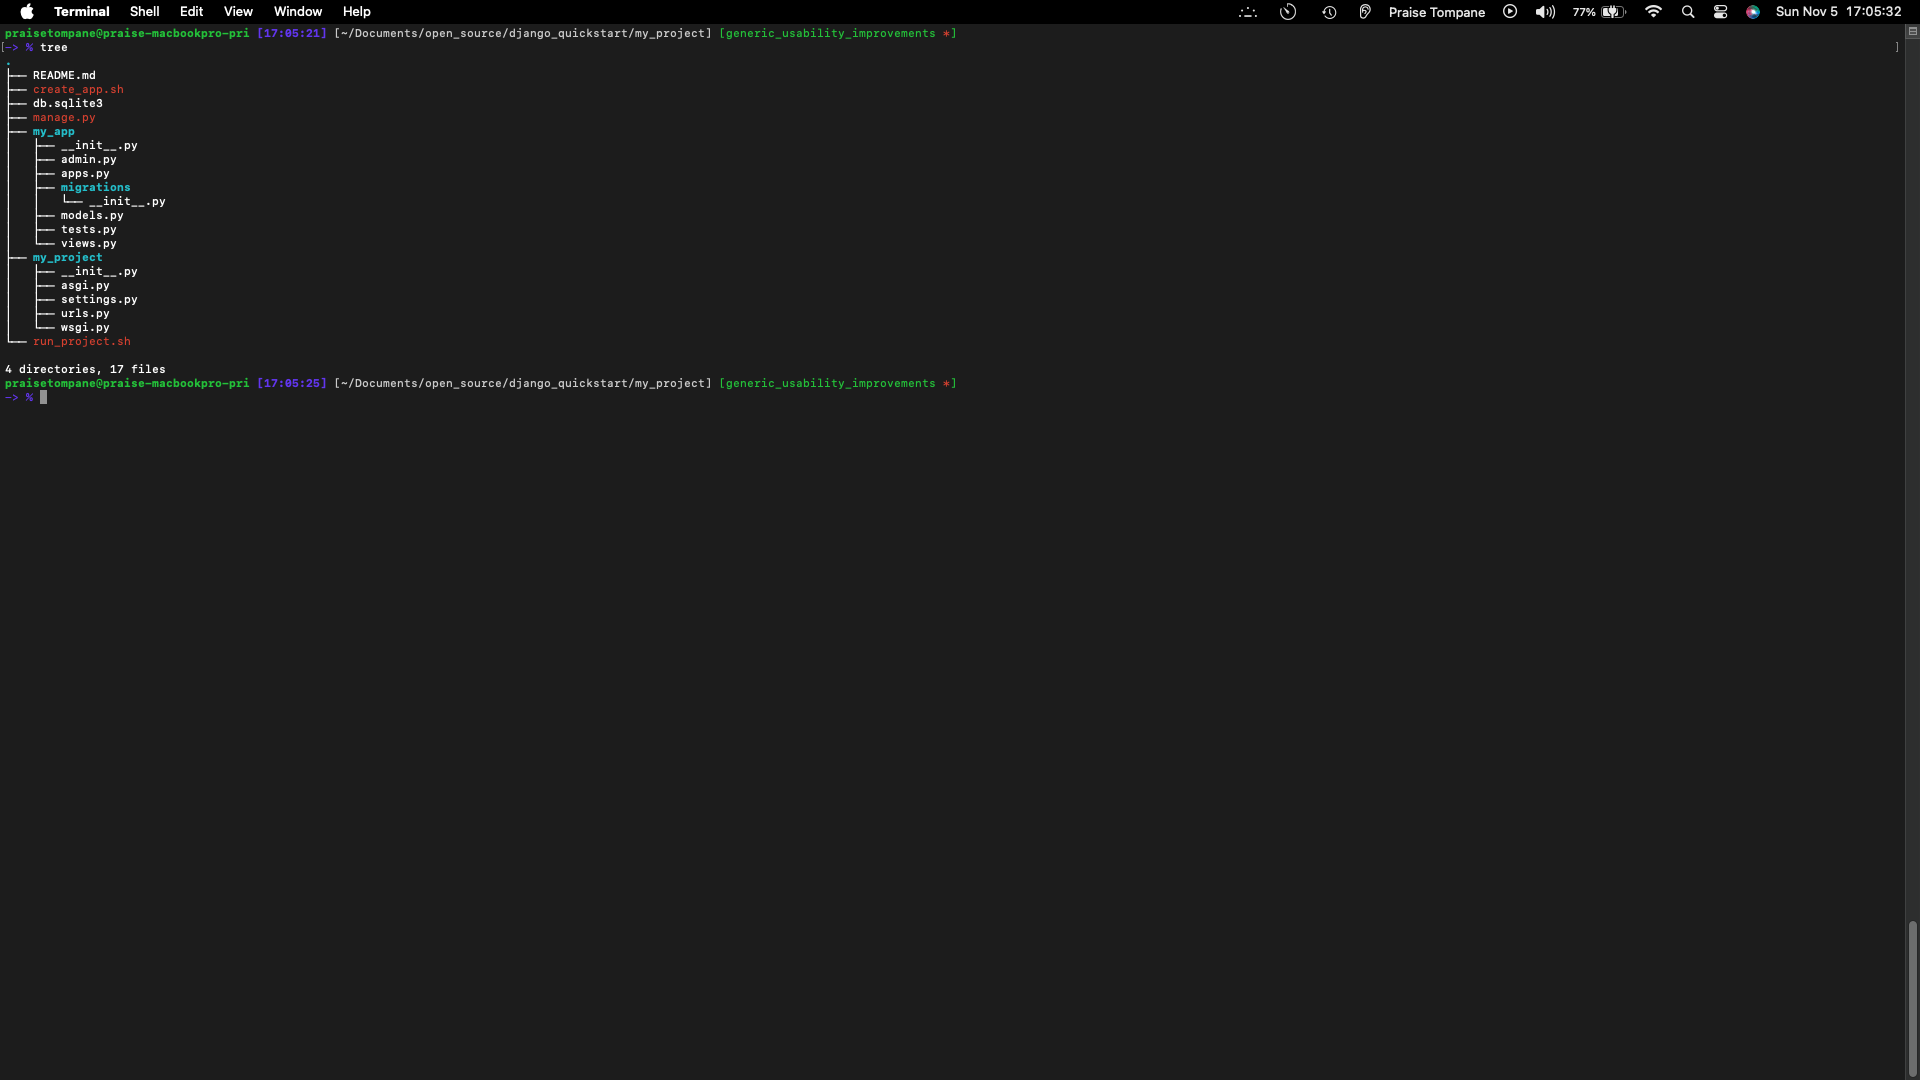 Terminal Shell Edit View Window Help Praise Tompane 77% Sun Nov 5 17:05:32
praisetompane@praise-macbookpro-pri [17:05:21] [~/Documents/open_source/django_quickstart/my_project] [generic_usability_improvements *]
[-> % tree ]
.
├── README.md
├── create_app.sh
├── db.sqlite3
├── manage.py
├── my_app
│   ├── __init__.py
│   ├── admin.py
│   ├── apps.py
│   ├── migrations
│   │   └── __init__.py
│   ├── models.py
│   ├── tests.py
│   └── views.py
├── my_project
│   ├── __init__.py
│   ├── asgi.py
│   ├── settings.py
│   ├── urls.py
│   └── wsgi.py
└── run_project.sh
4 directories, 17 files
praisetompane@praise-macbookpro-pri [17:05:25] [~/Documents/open_source/django_quickstart/my_project] [generic_usability_improvements *]
-> %